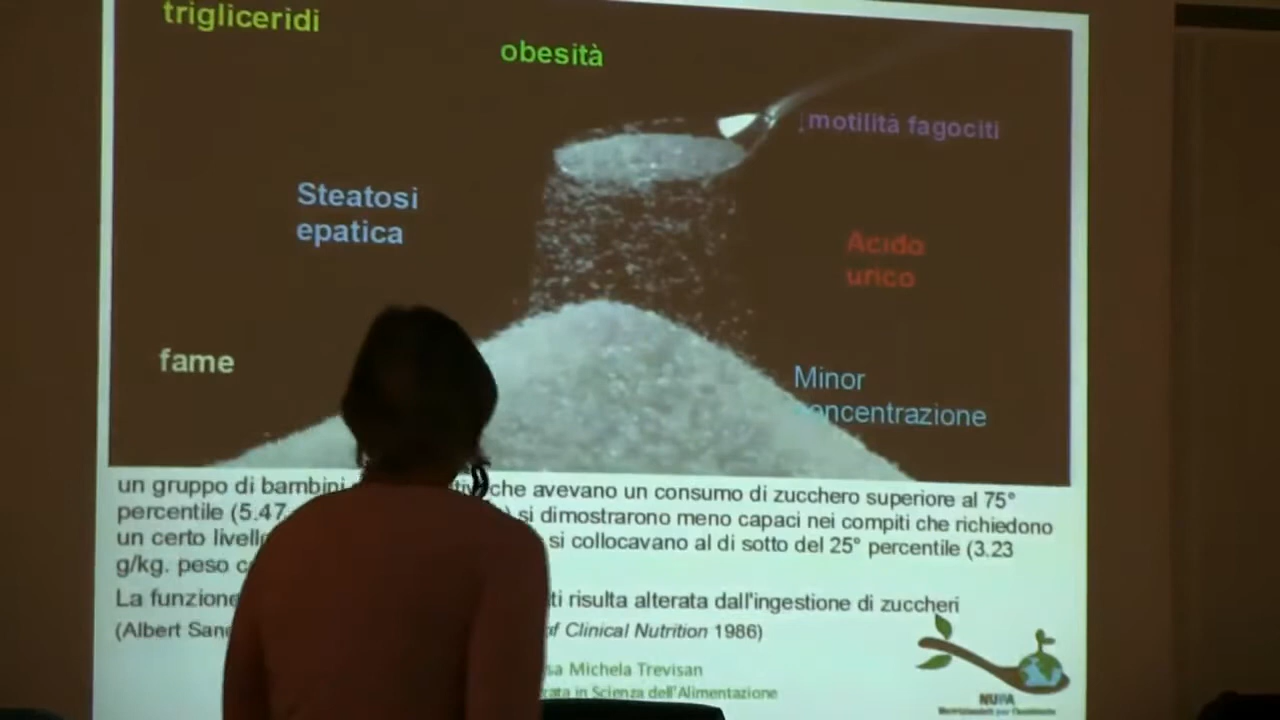 trigliceridi
obesità
↓motilità fagociti
Steatosi
epatica
Acido
urico
fame
Minor
concentrazione
un gruppo di bambini che avevano un consumo di zucchero superiore al 75°
percentile (5.47 si dimostrarono meno capaci nei compiti che richiedono
un certo si collocavano al di sotto del 25° percentile (3.23
g/kg. peso
La funzione risulta alterata dall'ingestione di zuccheri
(Albert of Clinical Nutrition 1986)
Michela Trevisan
in Scienza dell'Alimentazione
NUPA